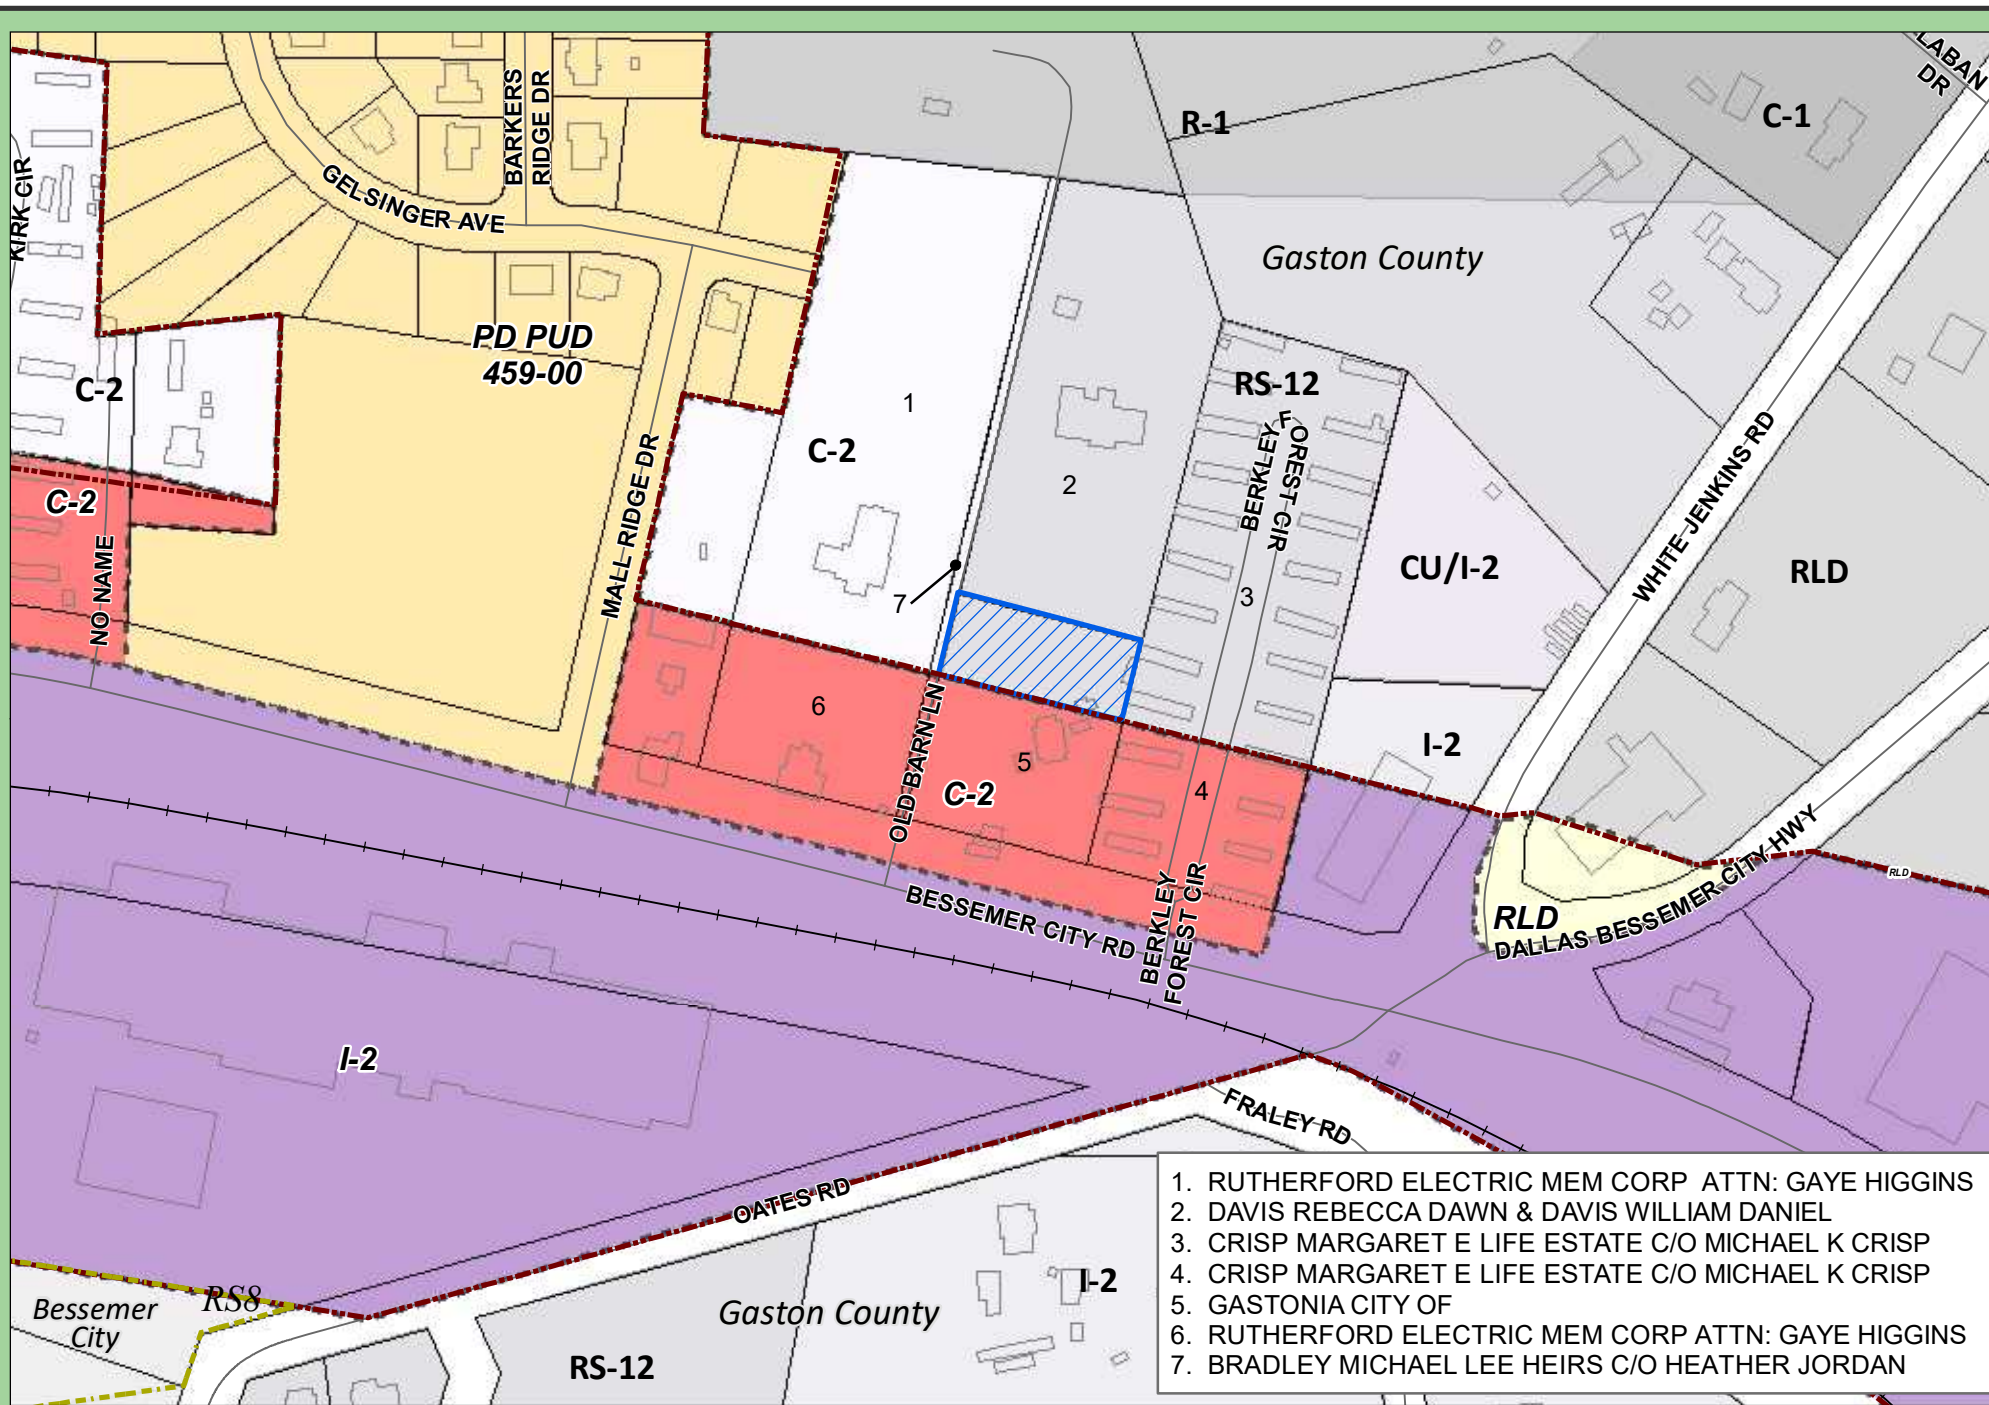 LABAN
DR
BARKERS
RIDGE DR
R-1
C-1
KIRK CIR
GELSINGER AVE
Gaston County
PD PUD
459-00
C-2
RS-12
1
C-2
2
BERKLEY
FOREST CIR
WHITE JENKINS RD
C-2
MALL RIDGE DR
NO NAME
CU/I-2
RLD
3
7
6
OLD BARN LN
5
C-2
4
I-2
BESSEMER CITY RD
BERKLEY
FOREST CIR
RLD
DALLAS BESSEMER CITY HWY
RLD
I-2
FRALEY RD
OATES RD
RS8
Bessemer
City
Gaston County
I-2
RS-12
1. RUTHERFORD ELECTRIC MEM CORP ATTN: GAYE HIGGINS
2. DAVIS REBECCA DAWN & DAVIS WILLIAM DANIEL
3. CRISP MARGARET E LIFE ESTATE C/O MICHAEL K CRISP
4. CRISP MARGARET E LIFE ESTATE C/O MICHAEL K CRISP
5. GASTONIA CITY OF
6. RUTHERFORD ELECTRIC MEM CORP ATTN: GAYE HIGGINS
7. BRADLEY MICHAEL LEE HEIRS C/O HEATHER JORDAN